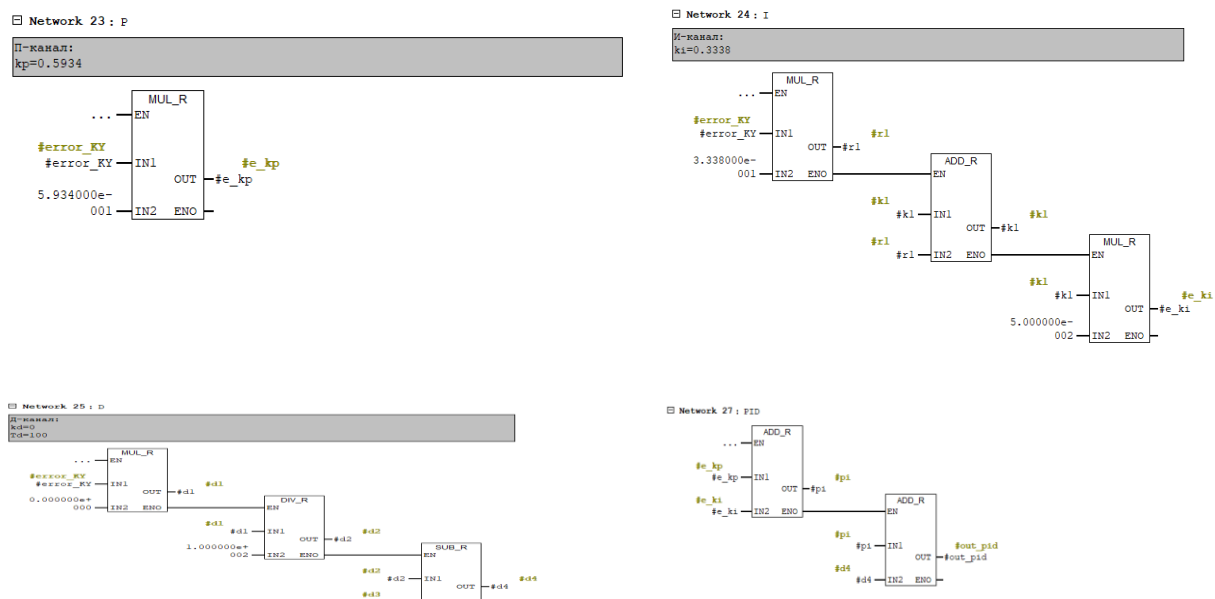 Network 23 : P
П-канал:
kp=0.5934
MUL_R
... EN
#error_KY
#error_KY IN1
#e_kp
OUT #e_kp
5.934000e-
001 IN2 ENO
Network 24 : I
И-канал:
ki=0.3338
MUL_R
... EN
#error_KY
#error_KY IN1
#r1
OUT #r1
3.338000e-
001 IN2 ENO
ADD_R
EN
#k1
#k1 IN1
#k1
OUT #k1
#r1
#r1 IN2 ENO
MUL_R
EN
#k1
#k1 IN1
#e_ki
OUT #e_ki
5.000000e-
002 IN2 ENO
Network 25 : D
Д-канал:
kd=0
Td=100
MUL_R
... EN
#error_KY
#error_KY IN1
#d1
OUT #d1
0.000000e+
000 IN2 ENO
DIV_R
EN
#d1
#d1 IN1
#d2
OUT #d2
1.000000e+
002 IN2 ENO
SUB_R
EN
#d2
#d2 IN1
#d4
OUT #d4
#d3
Network 27 : PID
ADD_R
... EN
#e_kp
#e_kp IN1
#pi
OUT #pi
#e_ki
#e_ki IN2 ENO
ADD_R
EN
#pi
#pi IN1
#out_pid
OUT #out_pid
#d4
#d4 IN2 ENO